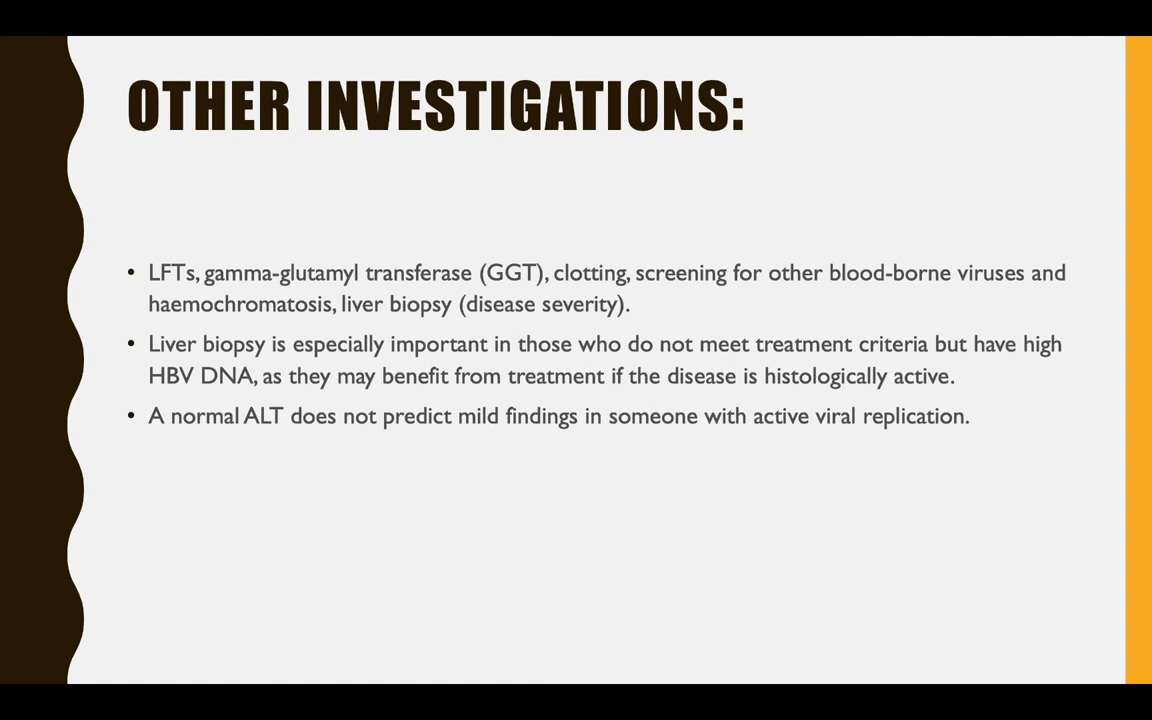 OTHER INVESTIGATIONS:
• LFTs, gamma-glutamyl transferase (GGT), clotting, screening for other blood-borne viruses and
haemochromatosis, liver biopsy (disease severity).
• Liver biopsy is especially important in those who do not meet treatment criteria but have high
HBV DNA, as they may benefit from treatment if the disease is histologically active.
• A normal ALT does not predict mild findings in someone with active viral replication.